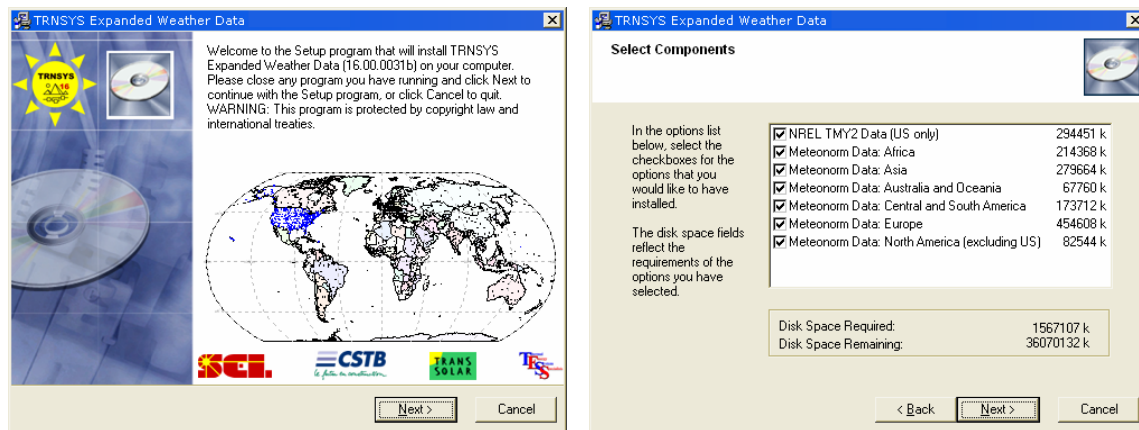 TRNSYS Expanded Weather Data
TRNSYS
16
Welcome to the Setup program that will install TRNSYS
Expanded Weather Data (16.00.0031b) on your computer.
Please close any program you have running and click Next to
continue with the Setup program, or click Cancel to quit.
WARNING: This program is protected by copyright law and
international treaties.
SEL
CSTB
le futur en construction
TRANS
SOLAR
TESS
Next >
Cancel
TRNSYS Expanded Weather Data
Select Components
In the options list
below, select the
checkboxes for the
options that you
would like to have
installed.
The disk space fields
reflect the
requirements of the
options you have
selected.
NREL TMY2 Data (US only) 294451 k
Meteonorm Data: Africa 214368 k
Meteonorm Data: Asia 279664 k
Meteonorm Data: Australia and Oceania 67760 k
Meteonorm Data: Central and South America 173712 k
Meteonorm Data: Europe 454608 k
Meteonorm Data: North America (excluding US) 82544 k
Disk Space Required: 1567107 k
Disk Space Remaining: 36070132 k
< Back
Next >
Cancel